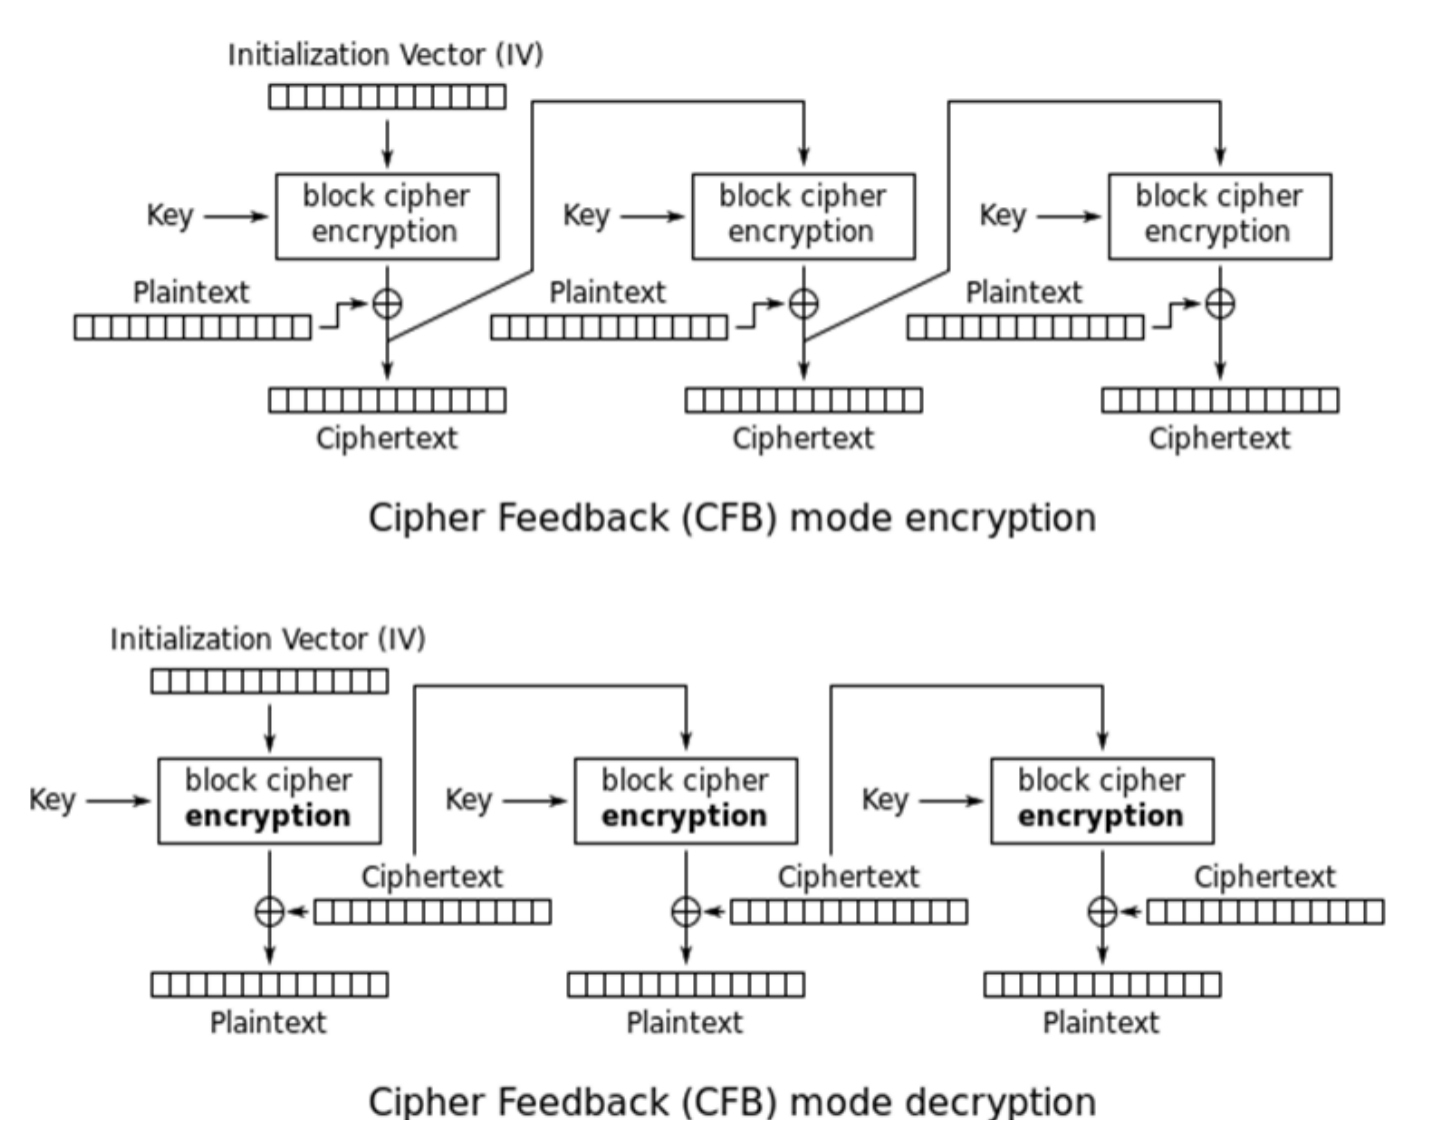 Initialization Vector (IV)
block cipher
encryption
Key
block cipher
encryption
Key
block cipher
encryption
Key
Plaintext
Plaintext
Plaintext
Ciphertext
Ciphertext
Ciphertext
Cipher Feedback (CFB) mode encryption
Initialization Vector (IV)
Key
block cipher
encryption
Key
block cipher
encryption
Key
block cipher
encryption
Ciphertext
Ciphertext
Ciphertext
Plaintext
Plaintext
Plaintext
Cipher Feedback (CFB) mode decryption